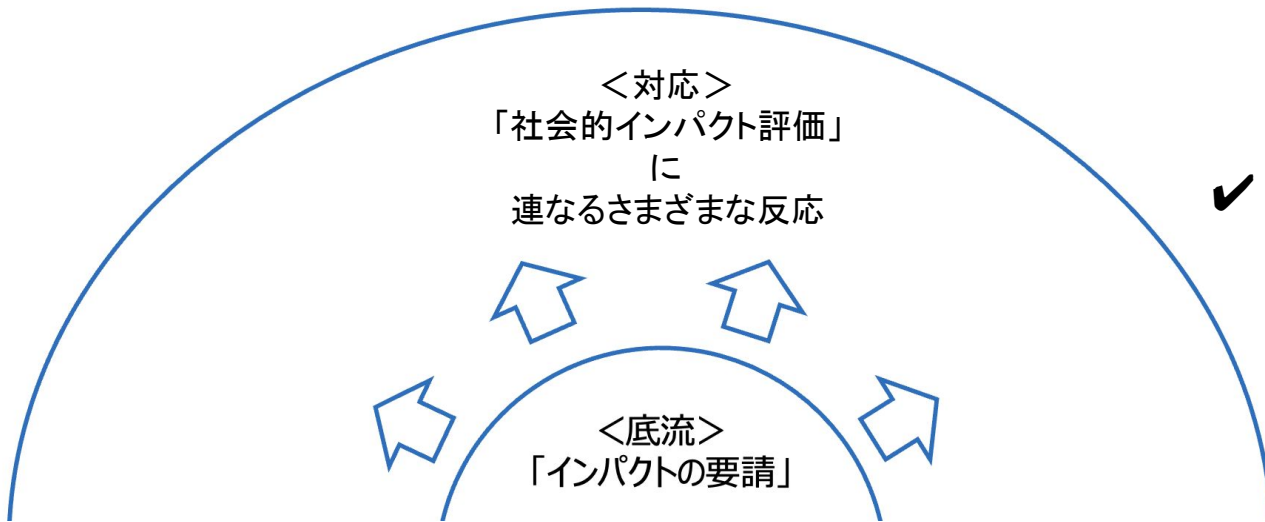 ＜対応＞
「社会的インパクト評価」
に
連なるさまざまな反応
✔
＜底流＞
「インパクトの要請」